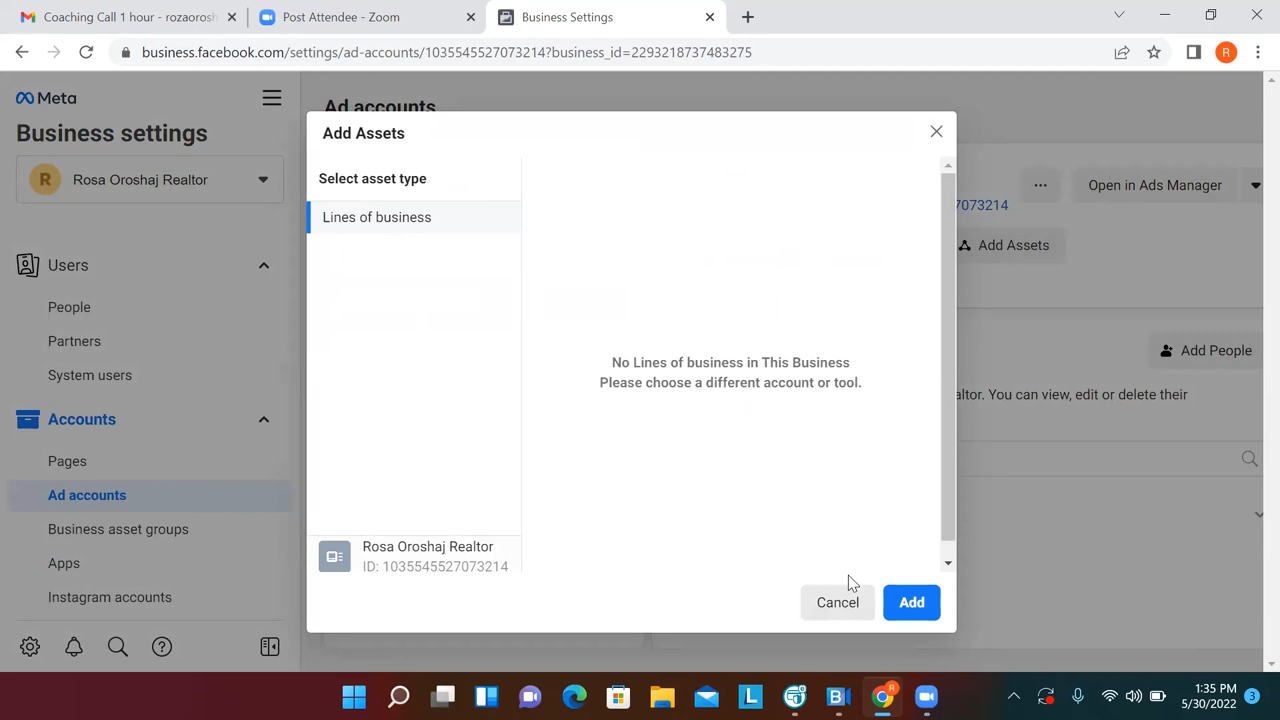 Coaching Call 1 hour - rozaorosh
Post Attendee - Zoom
Business Settings
business.facebook.com/settings/ad-accounts/1035545527073214?business_id=2293218737483275
R
Meta
Business settings
R
Rosa Oroshaj Realtor
Users
People
Partners
System users
Accounts
Pages
Ad accounts
Business asset groups
Apps
Instagram accounts
Ad accounts
Open in Ads Manager
7073214
Add Assets
Add People
altor. You can view, edit or delete their
Add Assets
Select asset type
Lines of business
No Lines of business in This Business
Please choose a different account or tool.
Rosa Oroshaj Realtor
ID: 1035545527073214
Cancel
Add
L
B
R
1:35 PM
5/30/2022
3